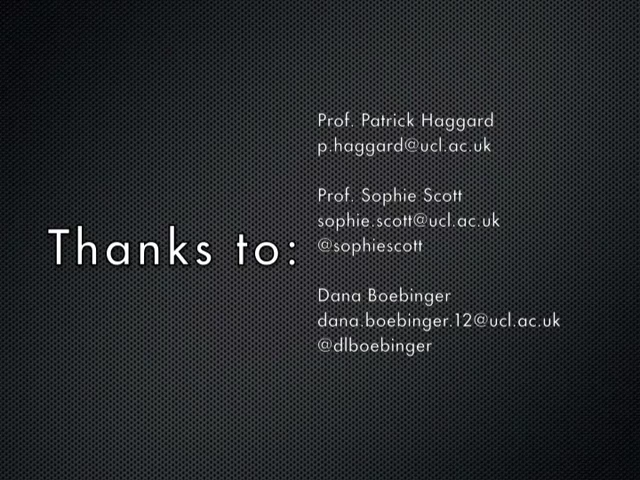 Thanks to:
Prof. Patrick Haggard
p.haggard@ucl.ac.uk
Prof. Sophie Scott
sophie.scott@ucl.ac.uk
@sophiescott
Dana Boebinger
dana.boebinger.12@ucl.ac.uk
@dlboebinger